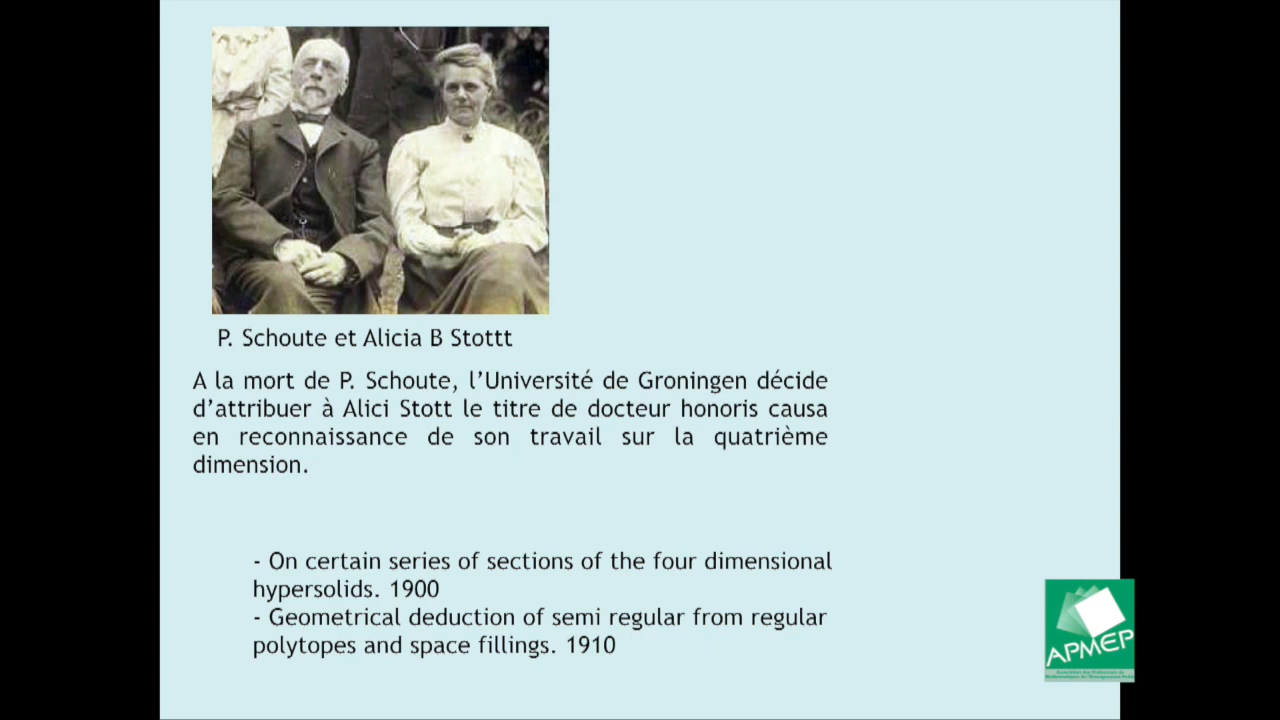 P. Schoute et Alicia B Stottt
A la mort de P. Schoute, l’Université de Groningen décide
d’attribuer à Alici Stott le titre de docteur honoris causa
en reconnaissance de son travail sur la quatrième
dimension.
- On certain series of sections of the four dimensional
hypersolids. 1900
- Geometrical deduction of semi regular from regular
polytopes and space fillings. 1910
APMEP